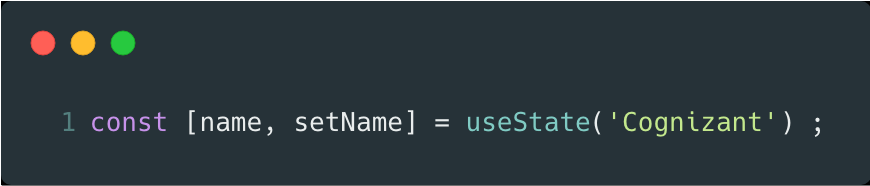 1 const [name, setName] = useState('Cognizant') ;